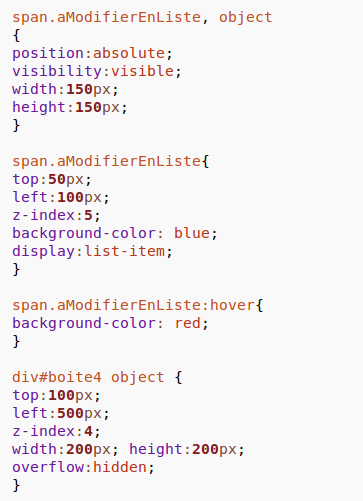 span.aModifierEnListe, object
{
position:absolute;
visibility:visible;
width:150px;
height:150px;
}
span.aModifierEnListe{
top:50px;
left:100px;
z-index:5;
background-color: blue;
display:list-item;
}
span.aModifierEnListe:hover{
background-color: red;
}
div#boite4 object {
top:100px;
left:500px;
z-index:4;
width:200px; height:200px;
overflow:hidden;
}